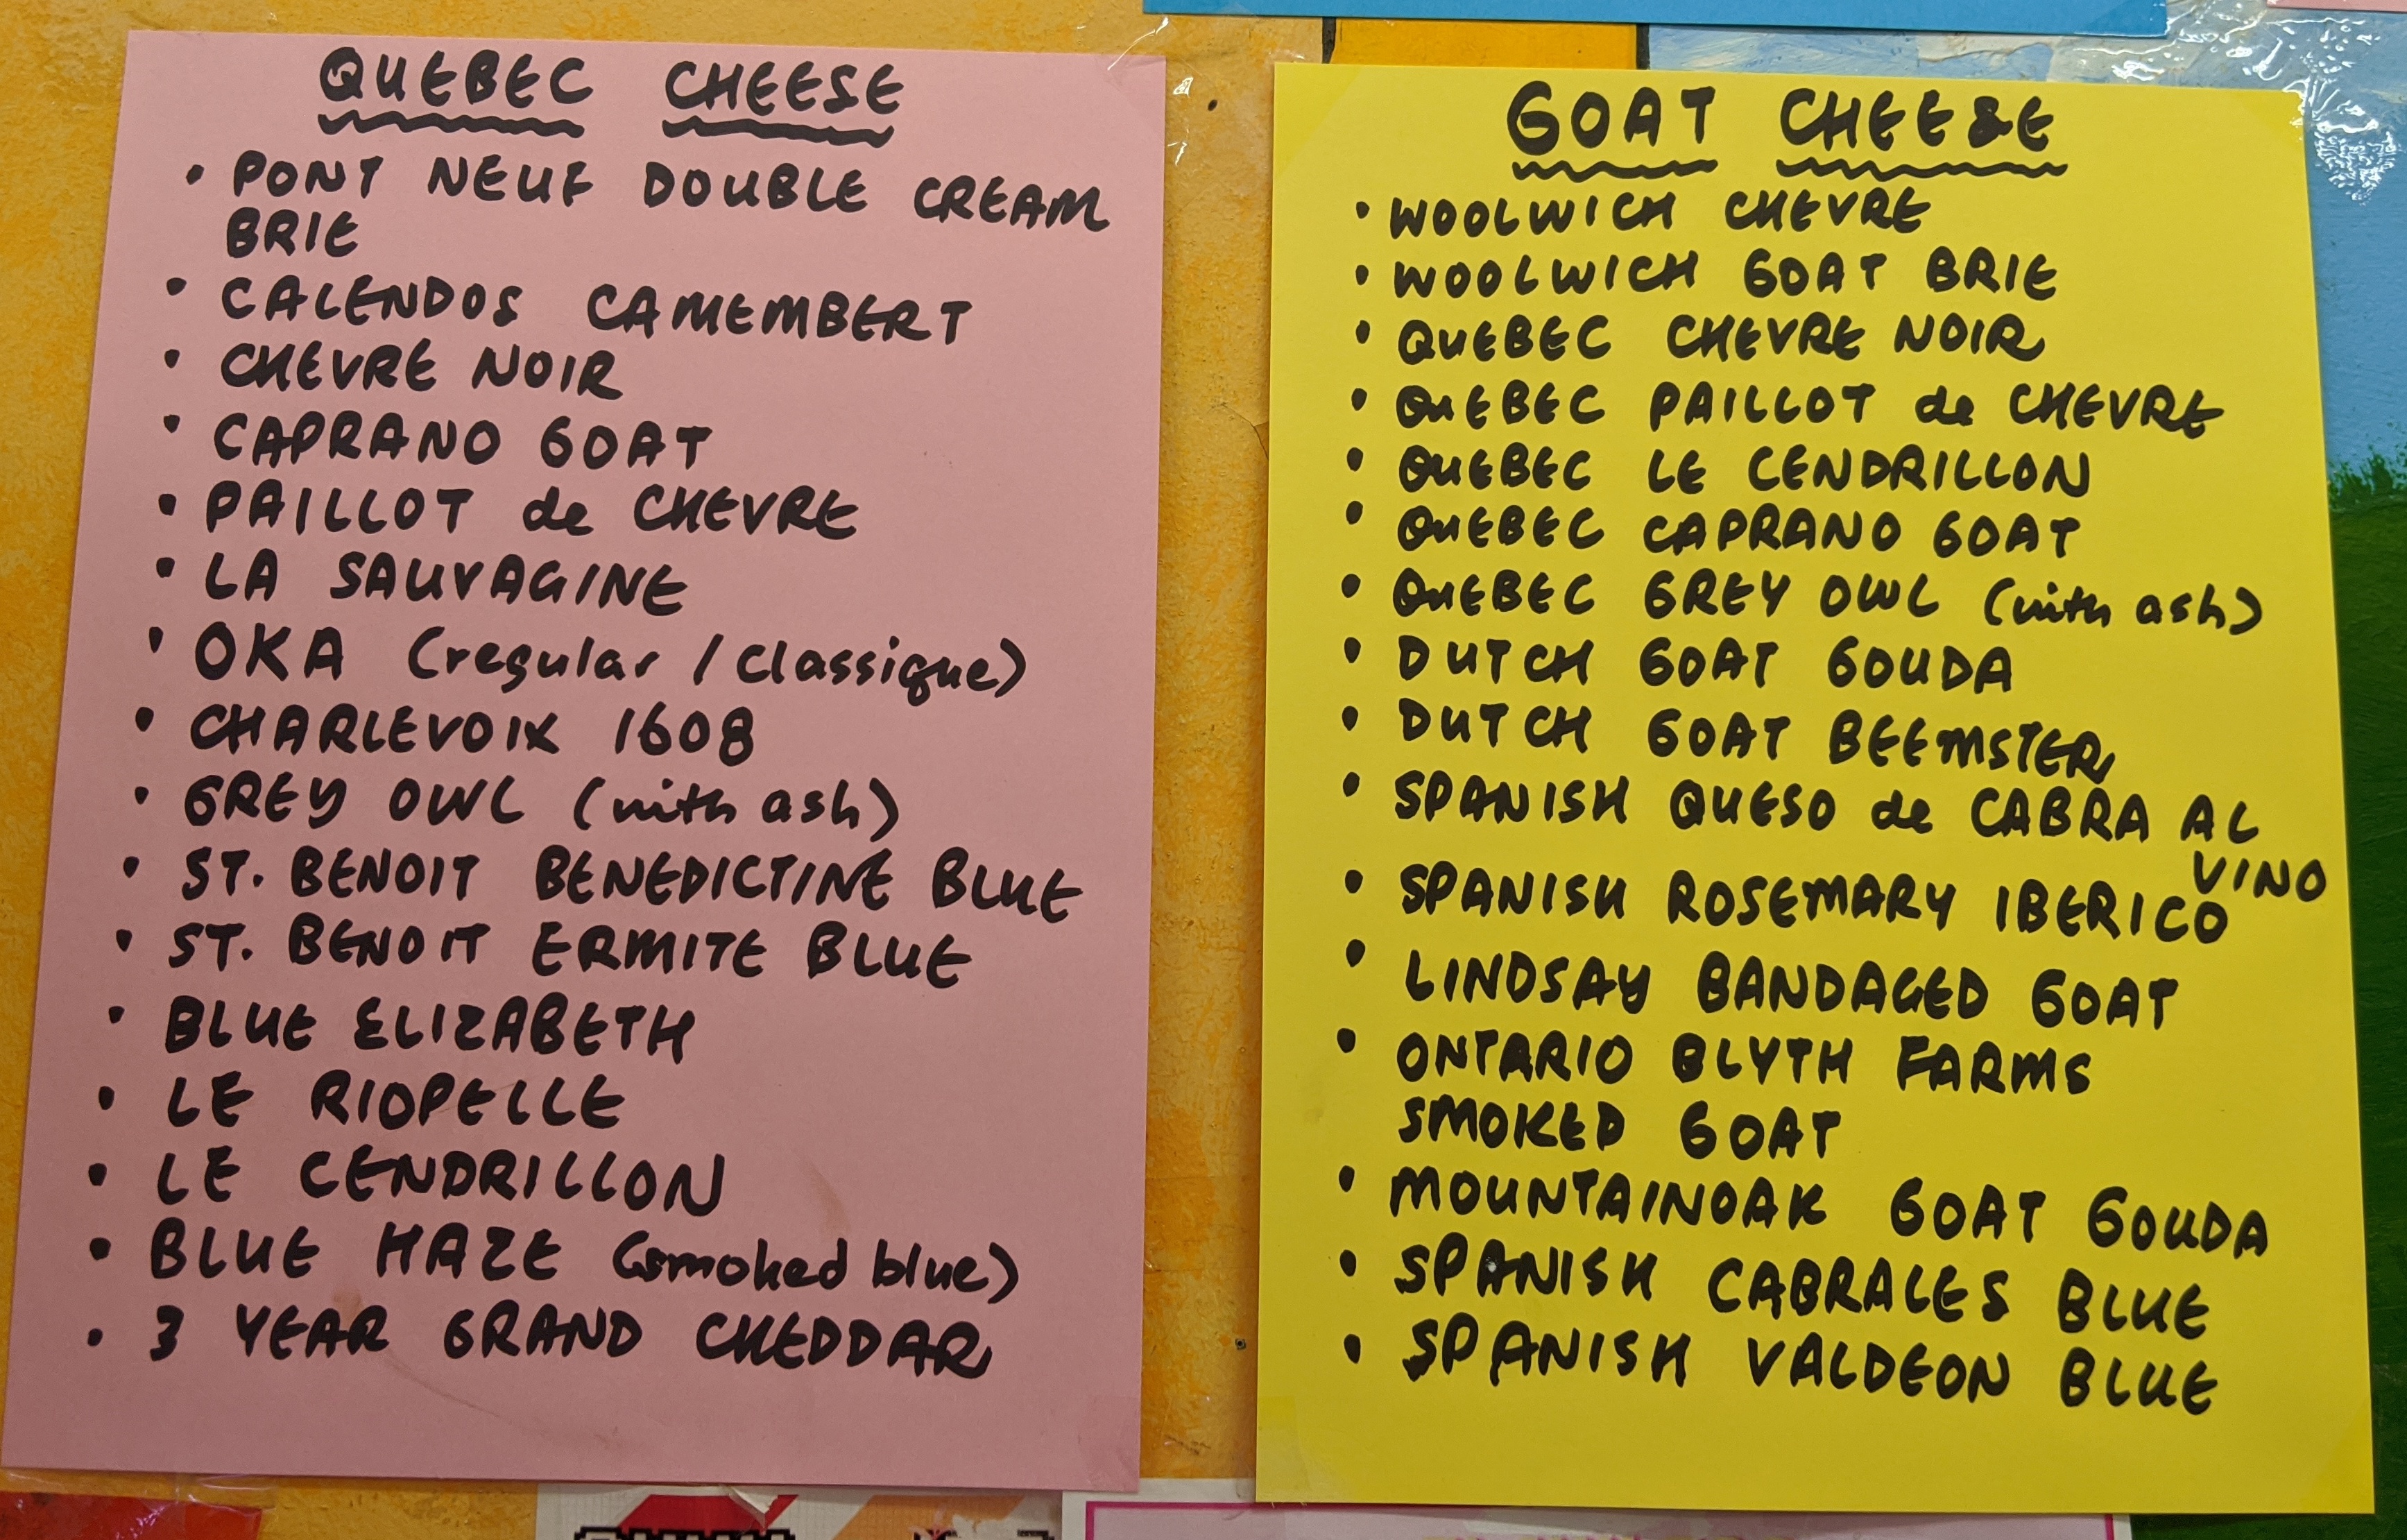 QUEBEC CHEESE
• PONT NEUF DOUBLE CREAM
BRIE
• CALENDOS CAMEMBERT
• CHEVRE NOIR
• CAPRANO GOAT
• PAILLOT de CHEVRE
• LA SAUVAGINE
• OKA (regular / classique)
• CHARLEVOIX 1608
• GREY OWL (with ash)
• ST. BENOIT BENEDICTINE BLUE
• ST. BENOIT ERMITE BLUE
• BLUE ELIZABETH
• LE RIOPELLE
• LE CENDRILLON
• BLUE HAZE (smoked blue)
• 3 YEAR GRAND CHEDDAR
GOAT CHEESE
• WOOLWICH CHEVRE
• WOOLWICH GOAT BRIE
• QUEBEC CHEVRE NOIR
• QUEBEC PAILLOT de CHEVRE
• QUEBEC LE CENDRILLON
• QUEBEC CAPRANO GOAT
• QUEBEC GREY OWL (with ash)
• DUTCH GOAT GOUDA
• DUTCH GOAT BEEMSTER
• SPANISH QUESO de CABRA AL
VINO
• SPANISH ROSEMARY IBERICO
• LINDSAY BANDAGED GOAT
• ONTARIO BLYTH FARMS
SMOKED GOAT
• MOUNTAINOAK GOAT GOUDA
• SPANISH CABRALES BLUE
• SPANISH VALDEON BLUE